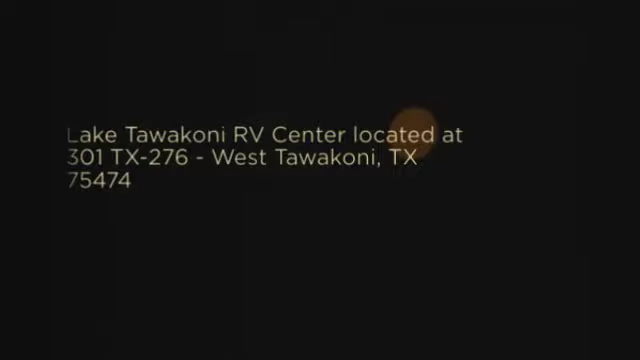 Lake Tawakoni RV Center located at
301 TX-276 - West Tawakoni, TX
75474